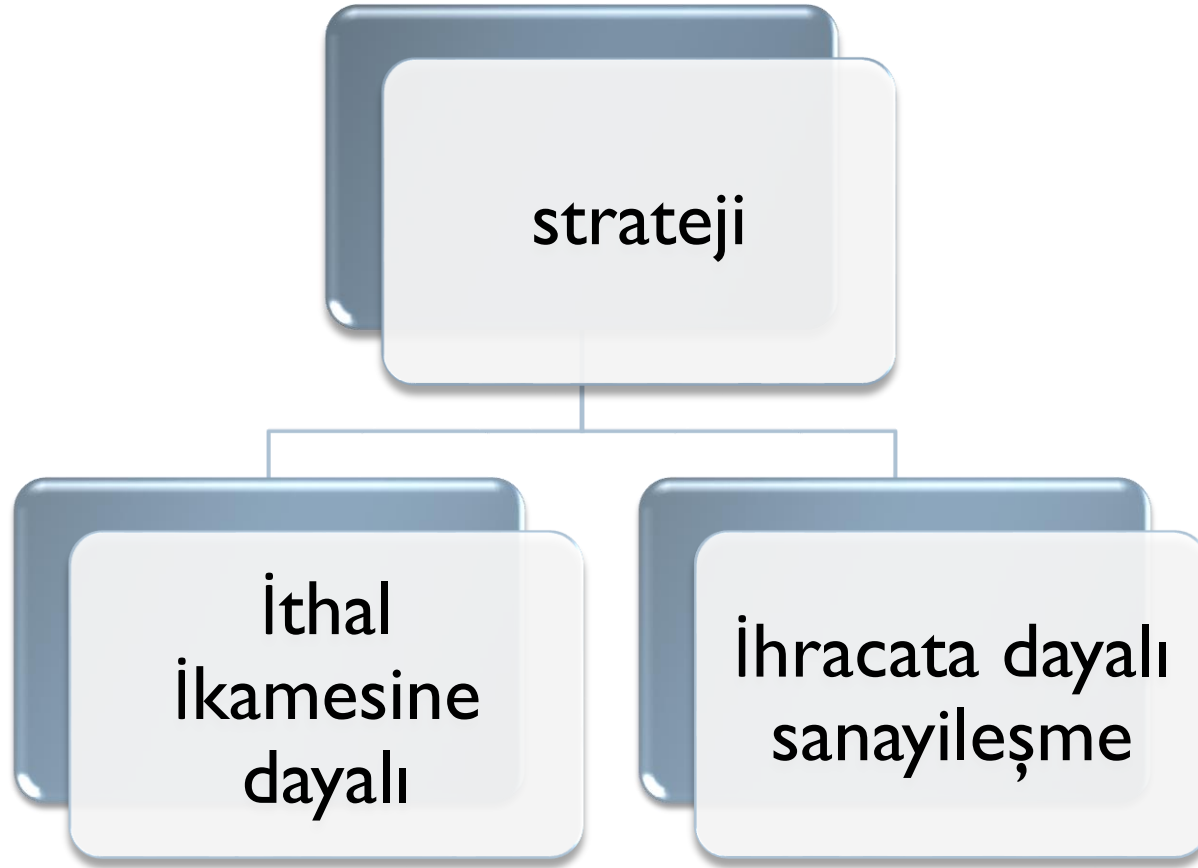 strateji
İthal
İkamesine
dayalı
İhracata dayalı
sanayileşme